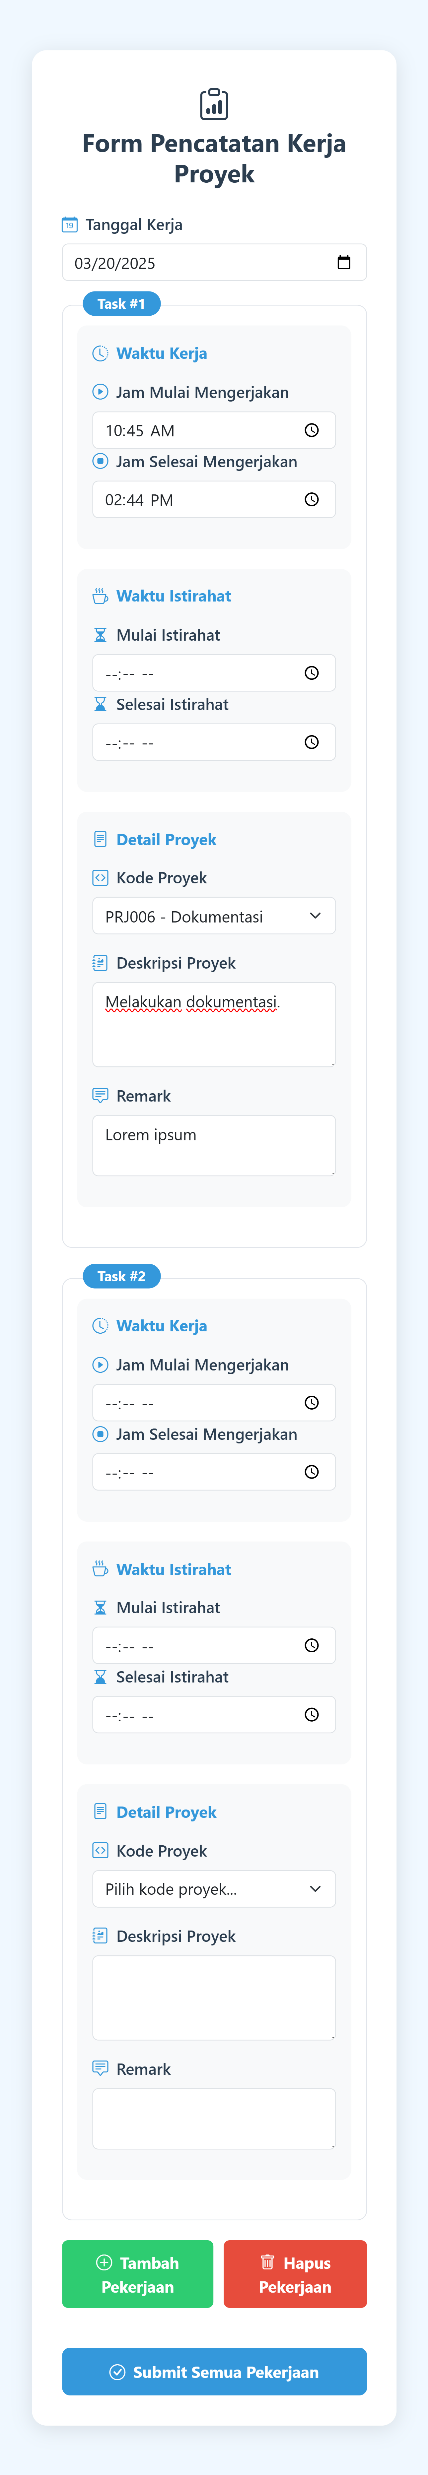 Form Pencatatan Kerja
Proyek
19 Tanggal Kerja
03/20/2025
Task #1
Waktu Kerja
Jam Mulai Mengerjakan
10:45 AM
Jam Selesai Mengerjakan
02:44 PM
Waktu Istirahat
Mulai Istirahat
--:-- --
Selesai Istirahat
--:-- --
Detail Proyek
Kode Proyek
PRJ006 - Dokumentasi
Deskripsi Proyek
Melakukan dokumentasi.
Remark
Lorem ipsum
Task #2
Waktu Kerja
Jam Mulai Mengerjakan
--:-- --
Jam Selesai Mengerjakan
--:-- --
Waktu Istirahat
Mulai Istirahat
--:-- --
Selesai Istirahat
--:-- --
Detail Proyek
Kode Proyek
Pilih kode proyek...
Deskripsi Proyek
Remark
Tambah
Pekerjaan
Hapus
Pekerjaan
Submit Semua Pekerjaan